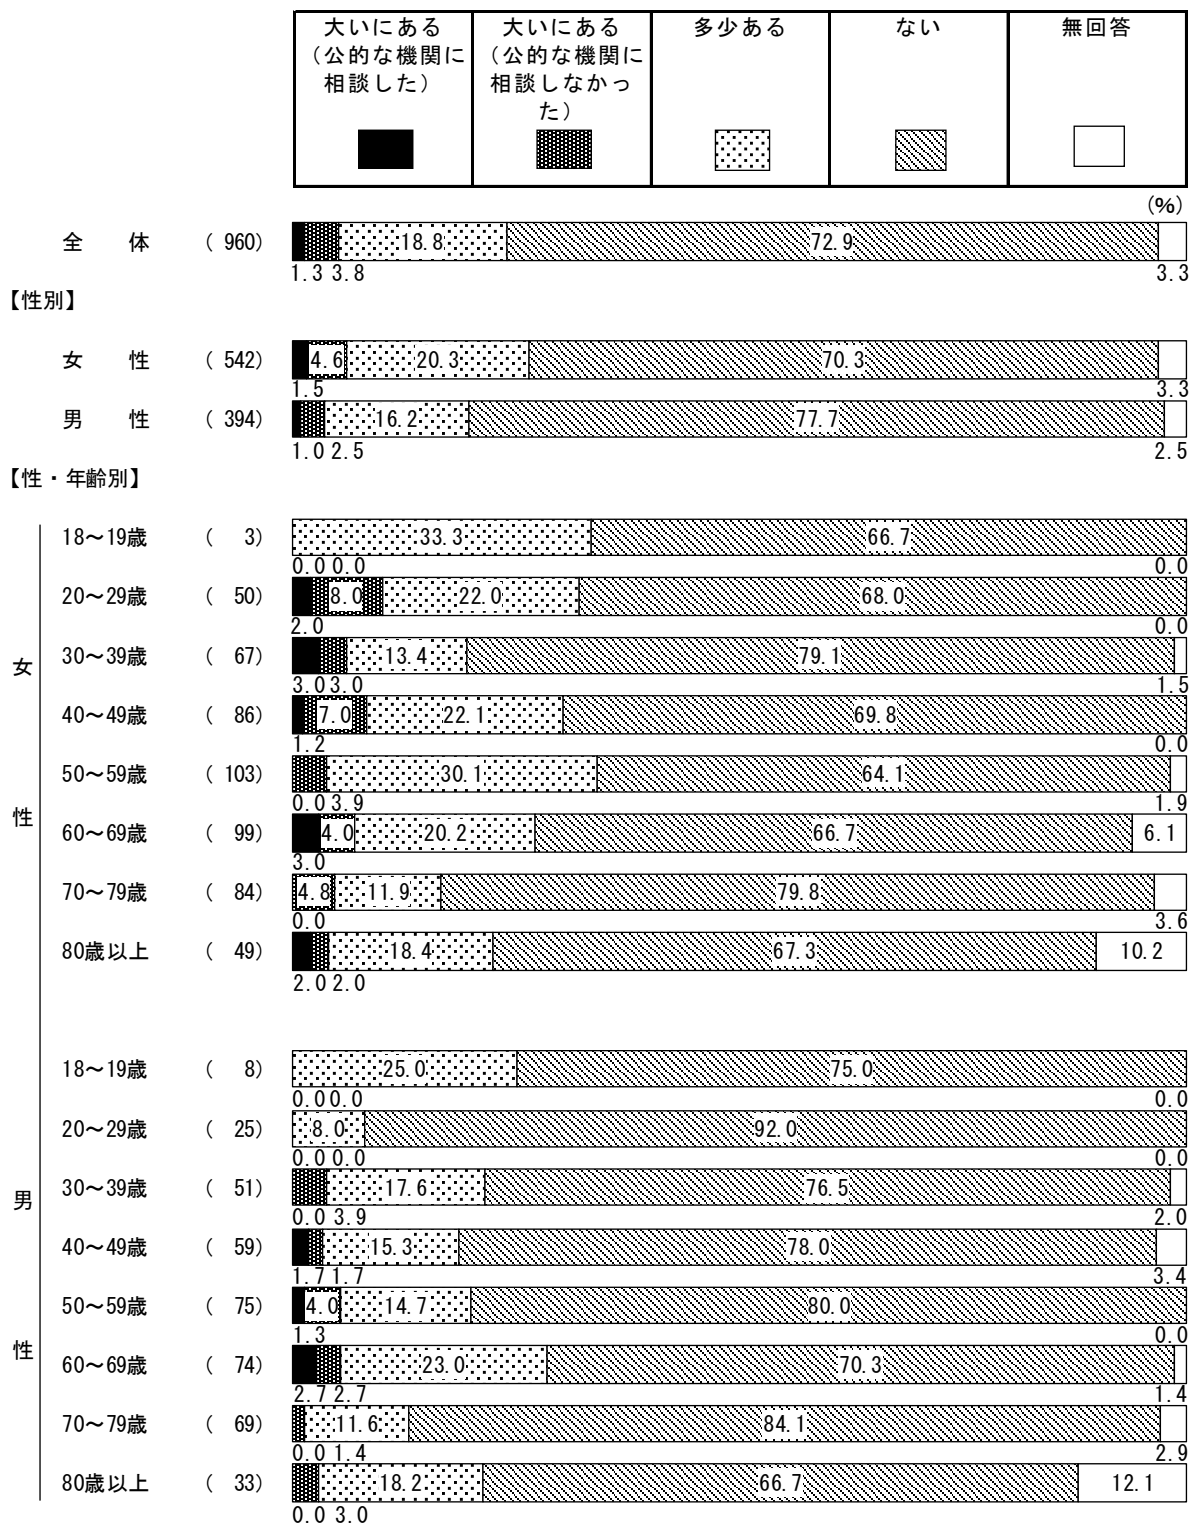 大いにある
（公的な機関に
相談した）
大いにある
（公的な機関に
相談しなかっ
た）
多少ある
ない
無回答
(%)
全 体 ( 960) 18.8 72.9
1.3 3.8 3.3
【性別】
女 性 ( 542) 4.6 20.3 70.3
1.5 3.3
男 性 ( 394) 16.2 77.7
1.0 2.5 2.5
【性・年齢別】
女性
18～19歳 ( 3) 33.3 66.7
0.0 0.0 0.0
20～29歳 ( 50) 8.0 22.0 68.0
2.0 0.0
30～39歳 ( 67) 13.4 79.1
3.0 3.0 1.5
40～49歳 ( 86) 7.0 22.1 69.8
1.2 0.0
50～59歳 ( 103) 30.1 64.1
0.0 3.9 1.9
60～69歳 ( 99) 4.0 20.2 66.7 6.1
3.0
70～79歳 ( 84) 4.8 11.9 79.8
0.0 3.6
80歳以上 ( 49) 18.4 67.3 10.2
2.0 2.0
男性
18～19歳 ( 8) 25.0 75.0
0.0 0.0 0.0
20～29歳 ( 25) 8.0 92.0
0.0 0.0 0.0
30～39歳 ( 51) 17.6 76.5
0.0 3.9 2.0
40～49歳 ( 59) 15.3 78.0
1.7 1.7 3.4
50～59歳 ( 75) 4.0 14.7 80.0
1.3 0.0
60～69歳 ( 74) 23.0 70.3
2.7 2.7 1.4
70～79歳 ( 69) 11.6 84.1
0.0 1.4 2.9
80歳以上 ( 33) 18.2 66.7 12.1
0.0 3.0